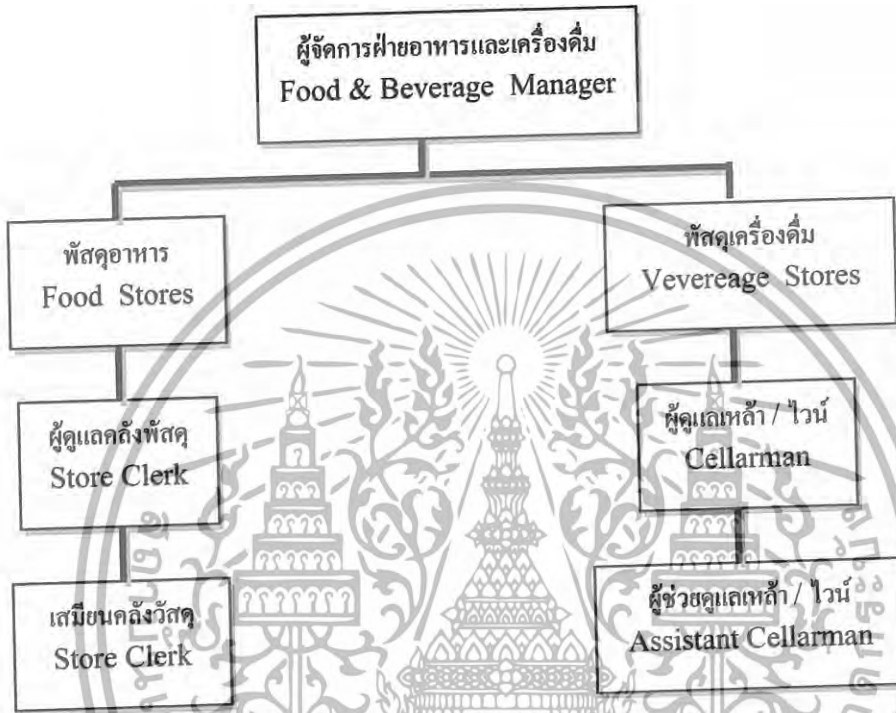 ผู้จัดการฝ่ายอาหารและเครื่องดื่ม
Food & Beverage Manager
พัสดุอาหาร
Food Stores
พัสดุเครื่องดื่ม
Vevereage Stores
ผู้ดูแลคลังพัสดุ
Store Clerk
ผู้ดูแลเหล้า / ไวน์
Cellarman
เสมียนคลังวัสดุ
Store Clerk
ผู้ช่วยดูแลเหล้า / ไวน์
Assistant Cellarman